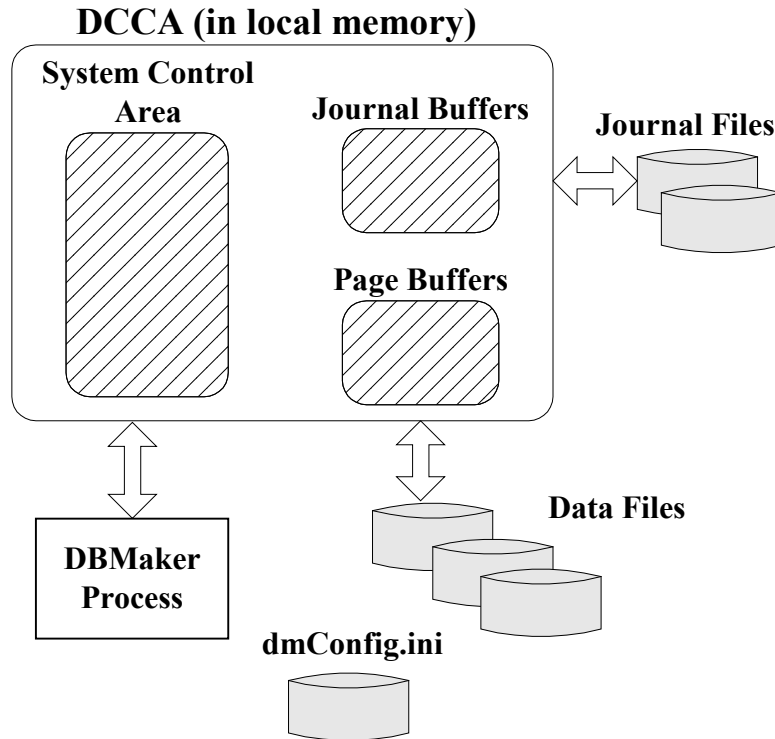 DCCA (in local memory)
System Control
Area
Journal Buffers
Journal Files
Page Buffers
Data Files
DBMaker
Process
dmConfig.ini